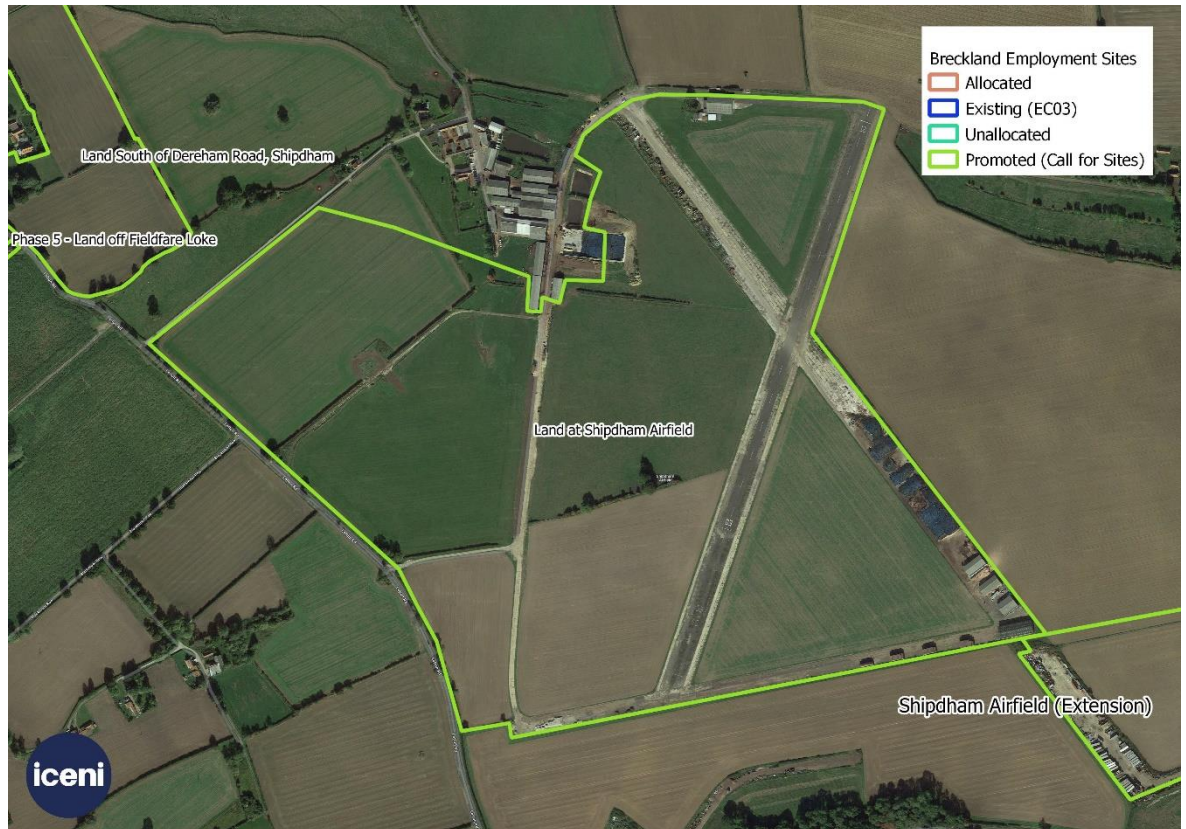 Breckland Employment Sites
Allocated
Existing (EC03)
Unallocated
Promoted (Call for Sites)
Land South of Dereham Road, Shipdham
Phase 5 - Land off Fieldfare Loke
Land at Shipdham Airfield
Shipdham Airfield (Extension)
iceni